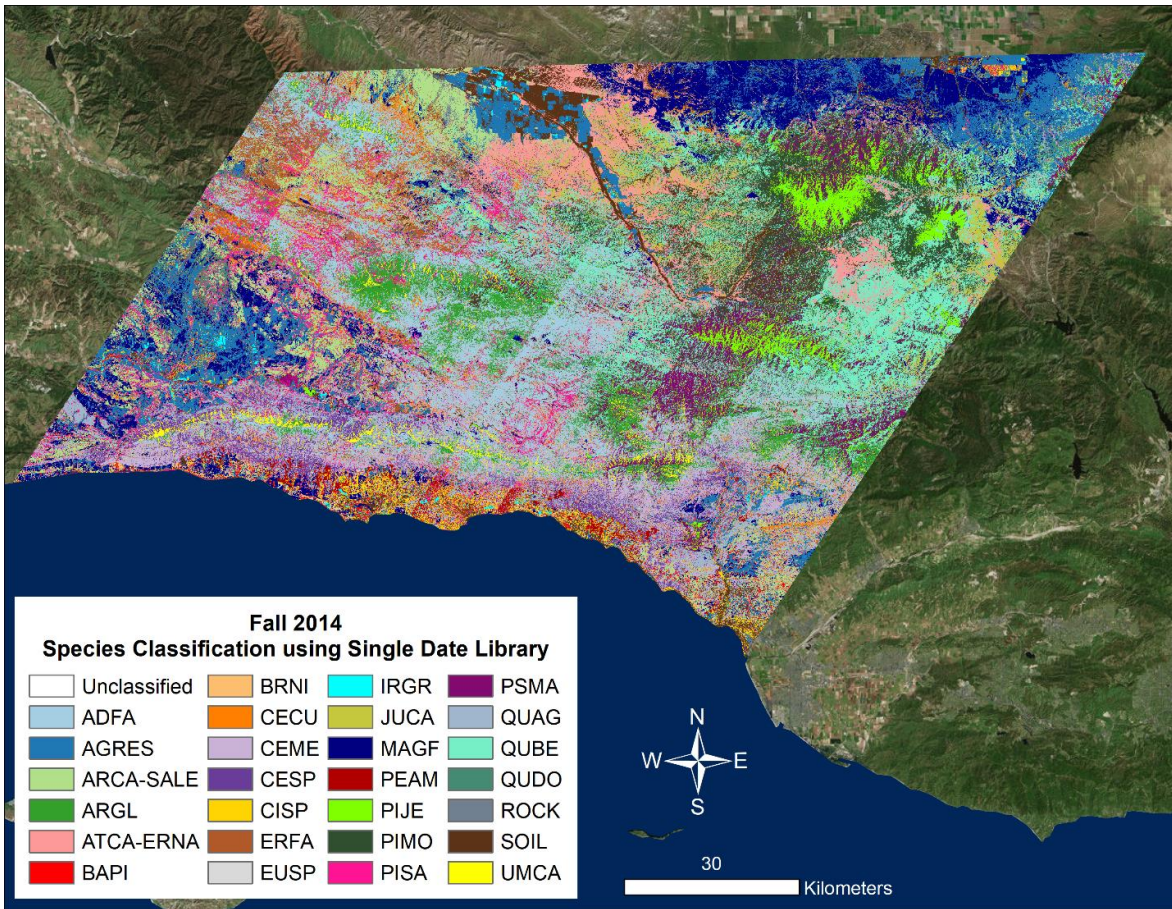 Fall 2014
Species Classification using Single Date Library
Unclassified BRNI IRGR PSMA
ADFA CECU JUCA QUAG
AGRES CEME MAGF QUBE
ARCA-SALE CESP PEAM QUDO
ARGL CISP PIJE ROCK
ATCA-ERNA ERFA PIMO SOIL
BAPI EUSP PISA UMCA
N
W E
S
30
Kilometers